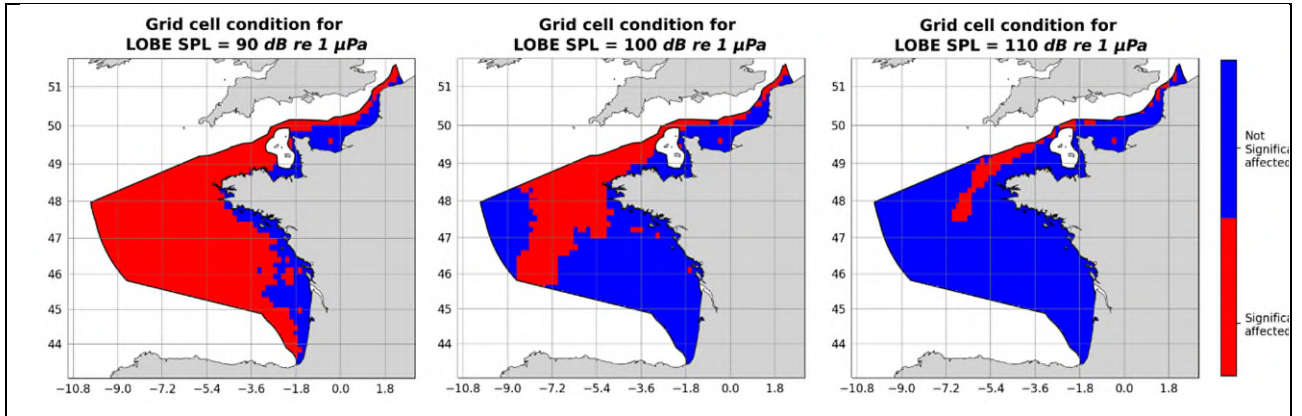 Grid cell condition for
LOBE SPL = 90 dB re 1 µPa
Grid cell condition for
LOBE SPL = 100 dB re 1 µPa
Grid cell condition for
LOBE SPL = 110 dB re 1 µPa
51
50
49
48
47
46
45
44
−10.8 −9.0 −7.2 −5.4 −3.6 −1.8 0.0 1.8
51
50
49
48
47
46
45
44
−10.8 −9.0 −7.2 −5.4 −3.6 −1.8 0.0 1.8
51
50
49
48
47
46
45
44
−10.8 −9.0 −7.2 −5.4 −3.6 −1.8 0.0 1.8
Not
Significa
affected
Significa
affected